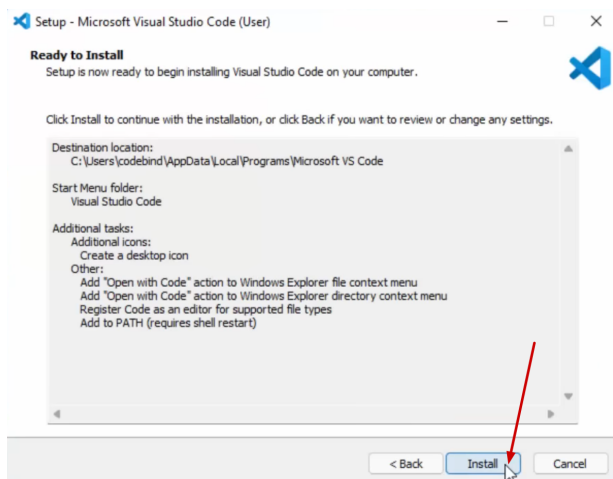 Setup - Microsoft Visual Studio Code (User)
Ready to Install
Setup is now ready to begin installing Visual Studio Code on your computer.
Click Install to continue with the installation, or click Back if you want to review or change any settings.
Destination location:
C:\Users\codebind\AppData\Local\Programs\Microsoft VS Code
Start Menu folder:
Visual Studio Code
Additional tasks:
Additional icons:
Create a desktop icon
Other:
Add "Open with Code" action to Windows Explorer file context menu
Add "Open with Code" action to Windows Explorer directory context menu
Register Code as an editor for supported file types
Add to PATH (requires shell restart)
< Back Install Cancel